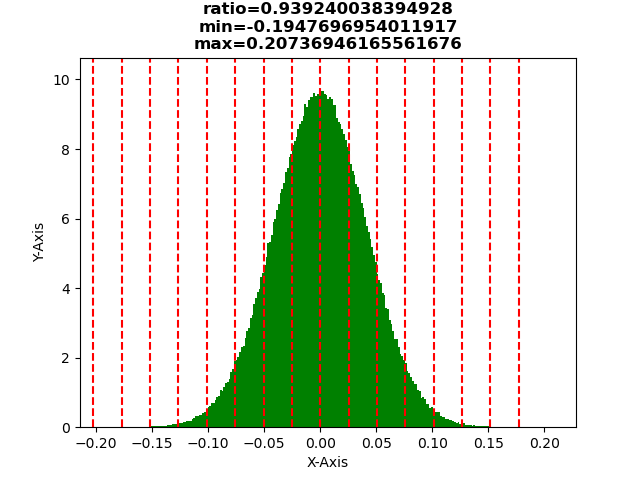 ratio=0.939240038394928
min=-0.1947696954011917
max=0.20736946165561676
10
8
6
4
2
0
Y-Axis
−0.20 −0.15 −0.10 −0.05 0.00 0.05 0.10 0.15 0.20
X-Axis